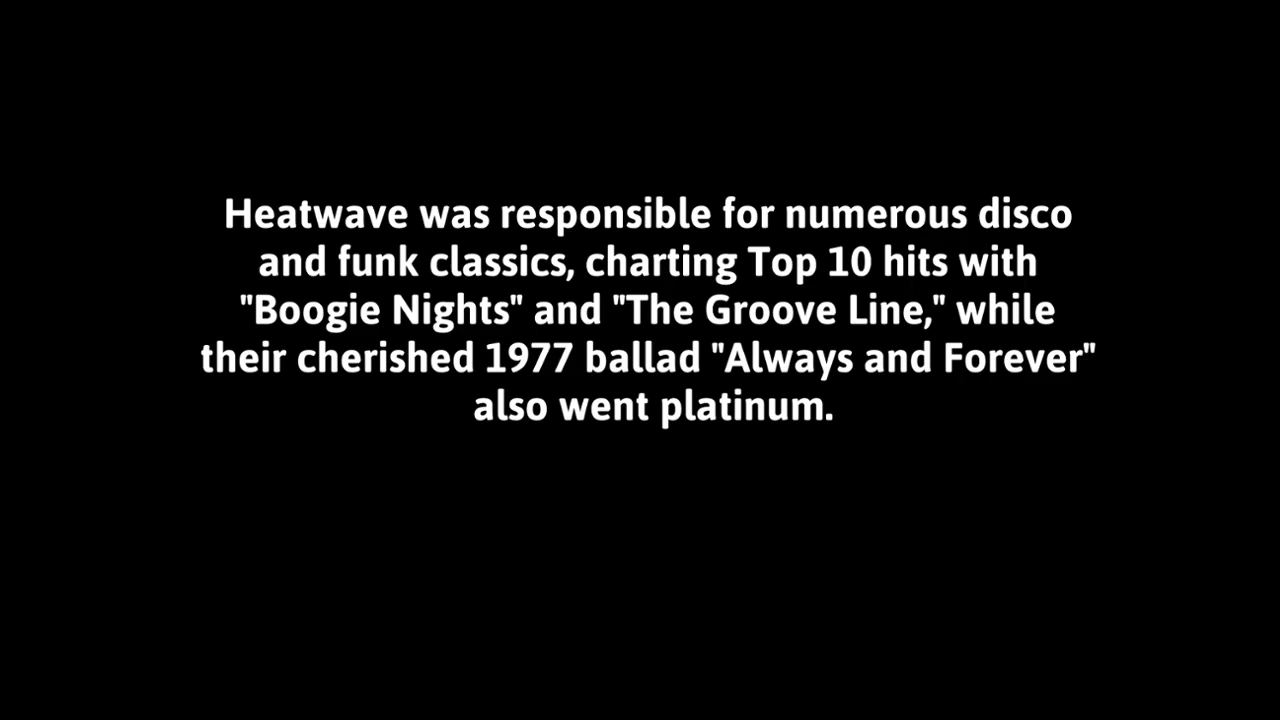 Heatwave was responsible for numerous disco
and funk classics, charting Top 10 hits with
"Boogie Nights" and "The Groove Line," while
their cherished 1977 ballad "Always and Forever"
also went platinum.